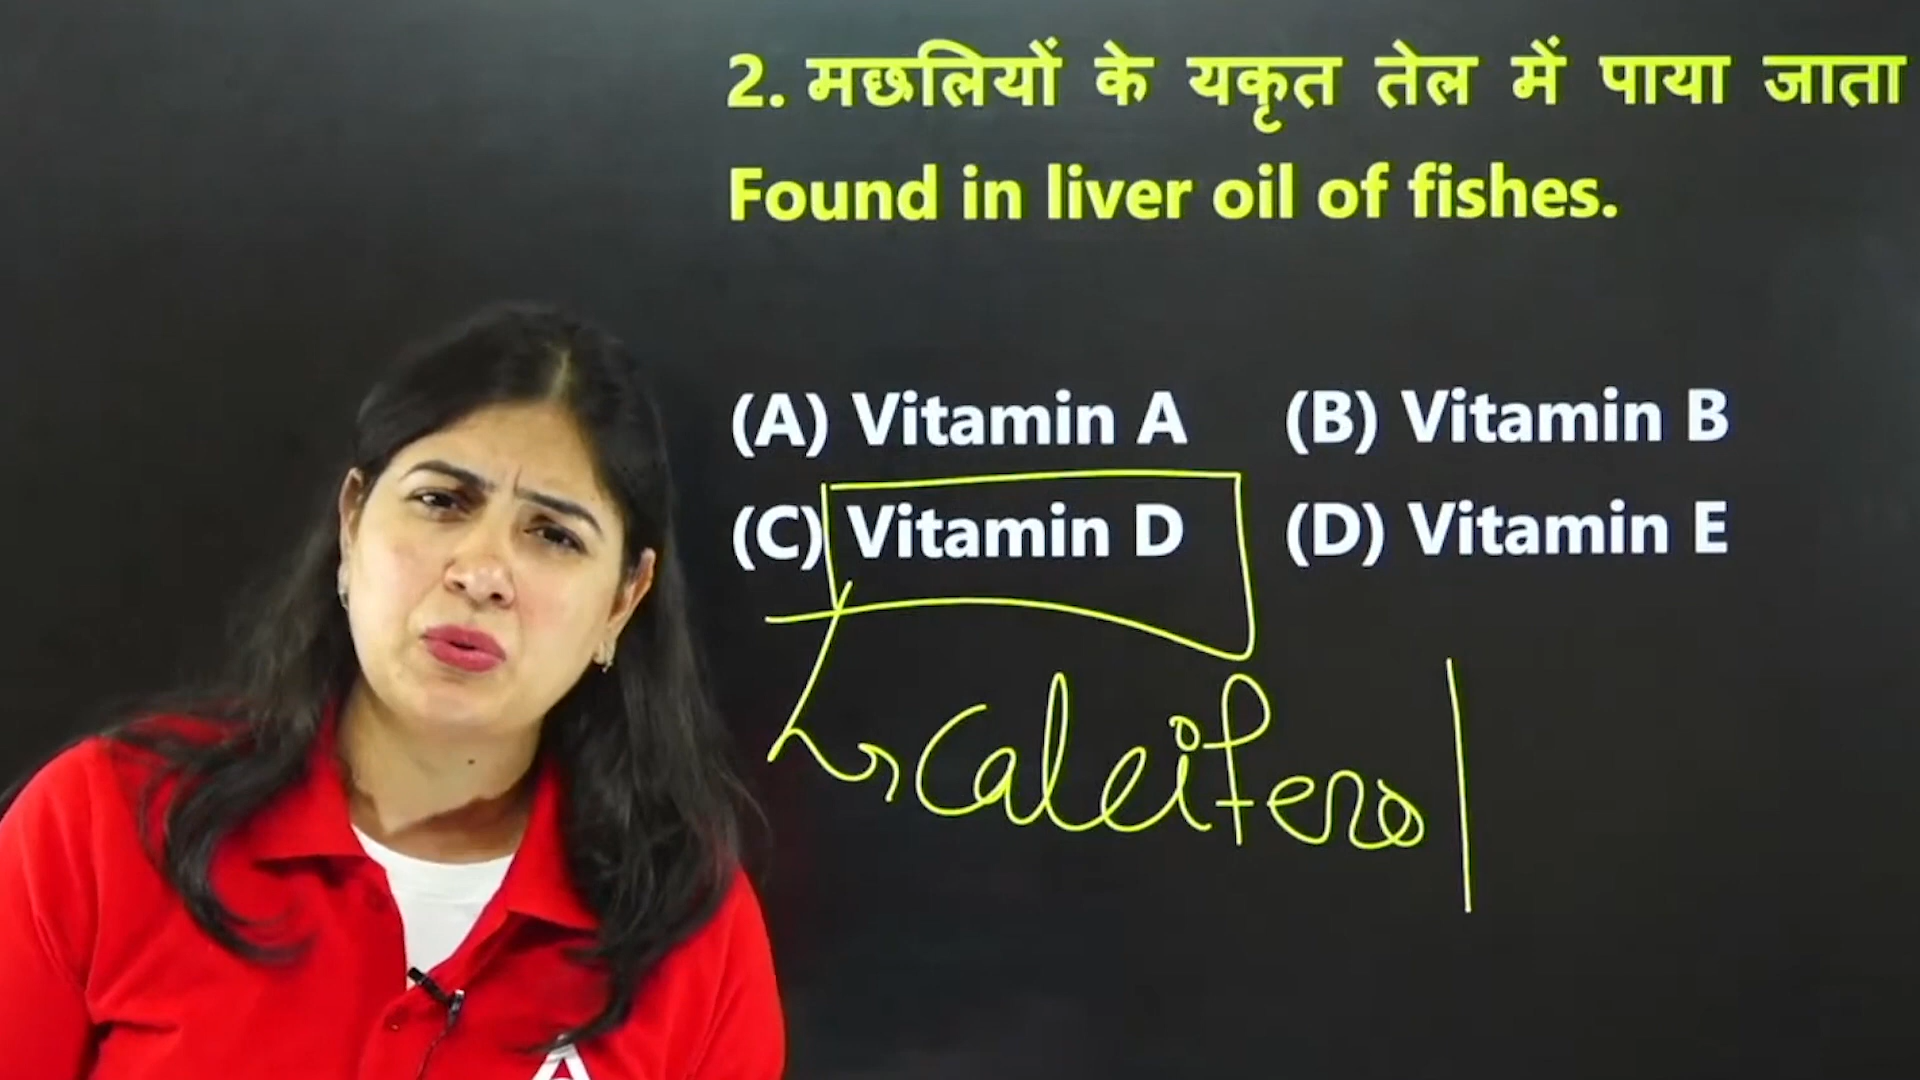 2. मछलियों के यकृत तेल में पाया जाता
Found in liver oil of fishes.
(A) Vitamin A (B) Vitamin B
(C) Vitamin D (D) Vitamin E
Calciferol